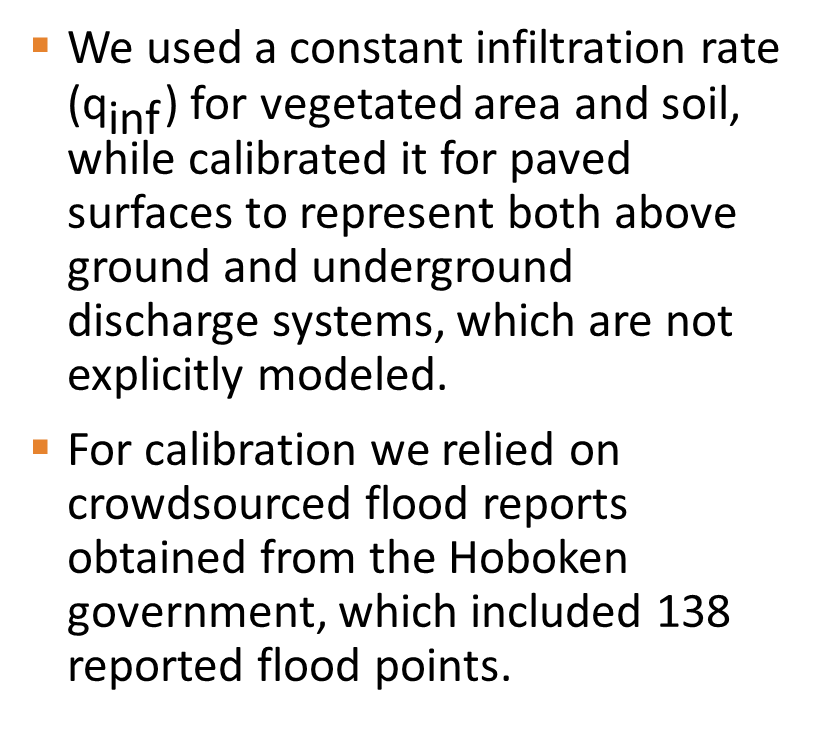 ▪ We used a constant infiltration rate
(qinf) for vegetated area and soil,
while calibrated it for paved
surfaces to represent both above
ground and underground
discharge systems, which are not
explicitly modeled.
▪ For calibration we relied on
crowdsourced flood reports
obtained from the Hoboken
government, which included 138
reported flood points.